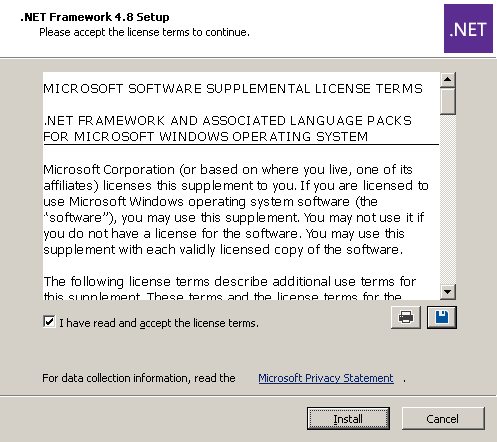 .NET Framework 4.8 Setup
Please accept the license terms to continue.
.NET
MICROSOFT SOFTWARE SUPPLEMENTAL LICENSE TERMS
.NET FRAMEWORK AND ASSOCIATED LANGUAGE PACKS
FOR MICROSOFT WINDOWS OPERATING SYSTEM
Microsoft Corporation (or based on where you live, one of its
affiliates) licenses this supplement to you. If you are licensed to
use Microsoft Windows operating system software (the
“software”), you may use this supplement. You may not use it if
you do not have a license for the software. You may use this
supplement with each validly licensed copy of the software.
The following license terms describe additional use terms for
this supplement. These terms and the license terms for the
I have read and accept the license terms.
For data collection information, read the Microsoft Privacy Statement .
Install Cancel